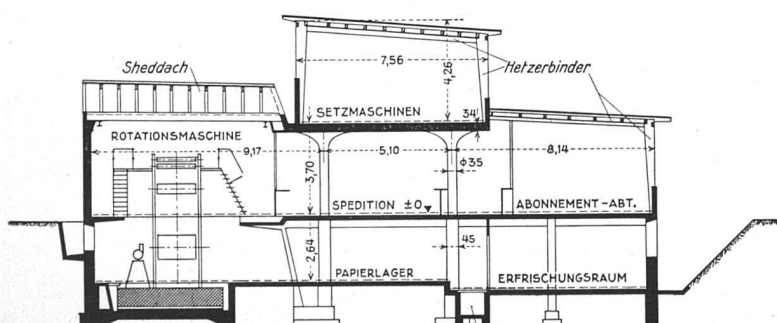 Sheddach
7,56
4,26
Hetzerbinder
SETZMASCHINEN
34
ROTATIONSMASCHINE
9,17
5,10
8,14
ϕ35
3,70
SPEDITION ±0
ABONNEMENT-ABT.
2,64
45
PAPIERLAGER
ERFRISCHUNGSRAUM